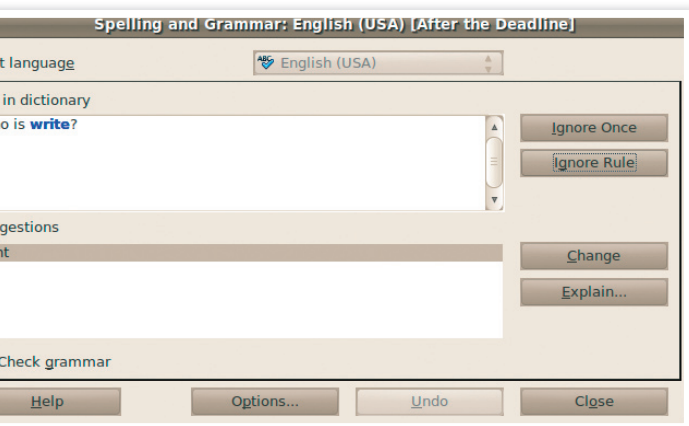 Spelling and Grammar: English (USA) [After the Deadline]
t language
ABC English (USA)
in dictionary
o is write?
Ignore Once
Ignore Rule
gestions
nt
Change
Explain...
Check grammar
Help
Options...
Undo
Close